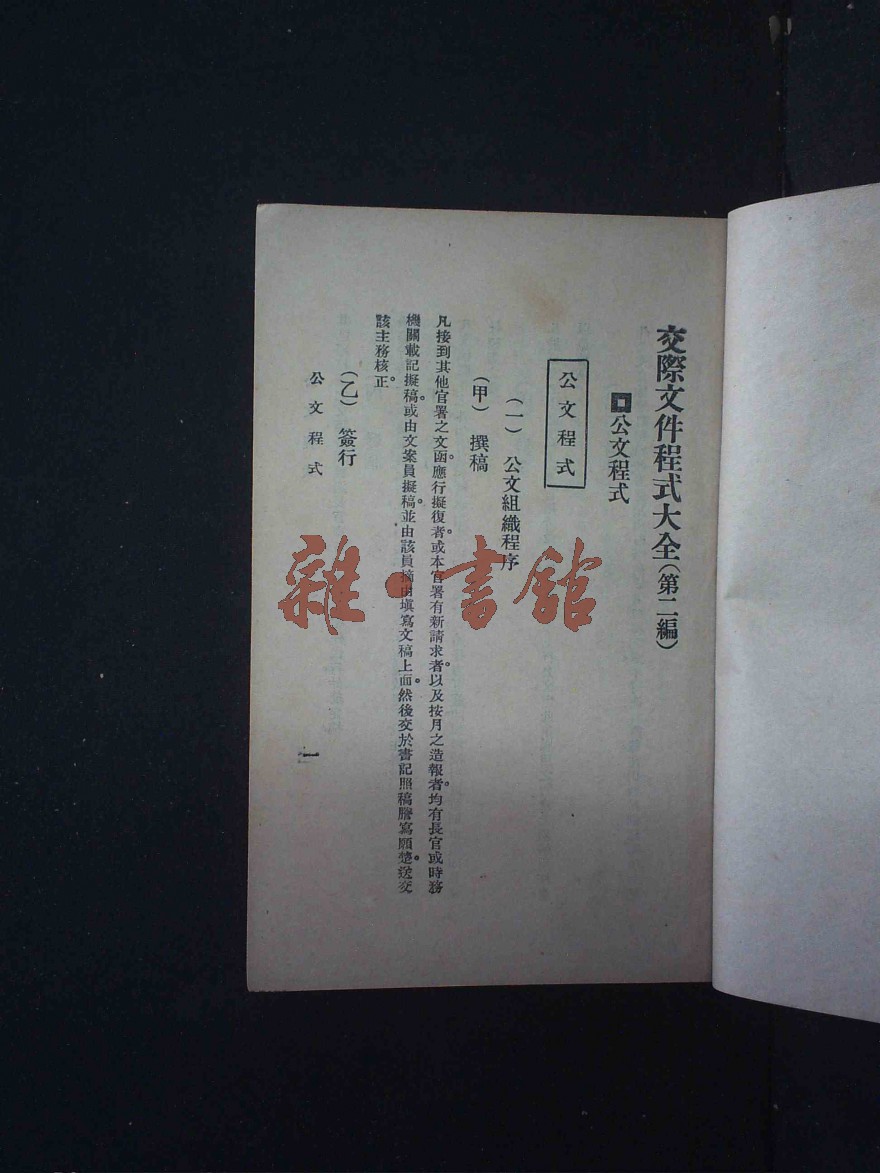 交際文件程式大全(第二編)
公文程式
公文程式
(一) 公文組織程序
(甲) 撰稿
凡接到其他官署之文函。應行擬復者。或本官署有新請求者。以及按月之造報者。均有長官或時務
機關載記擬稿。或由文案員擬稿。並由該員摘由填寫文稿上面。然後交於書記照稿謄寫願楚。送交
該主務核正。
(乙) 簽行
公文程式
一
雜·書館